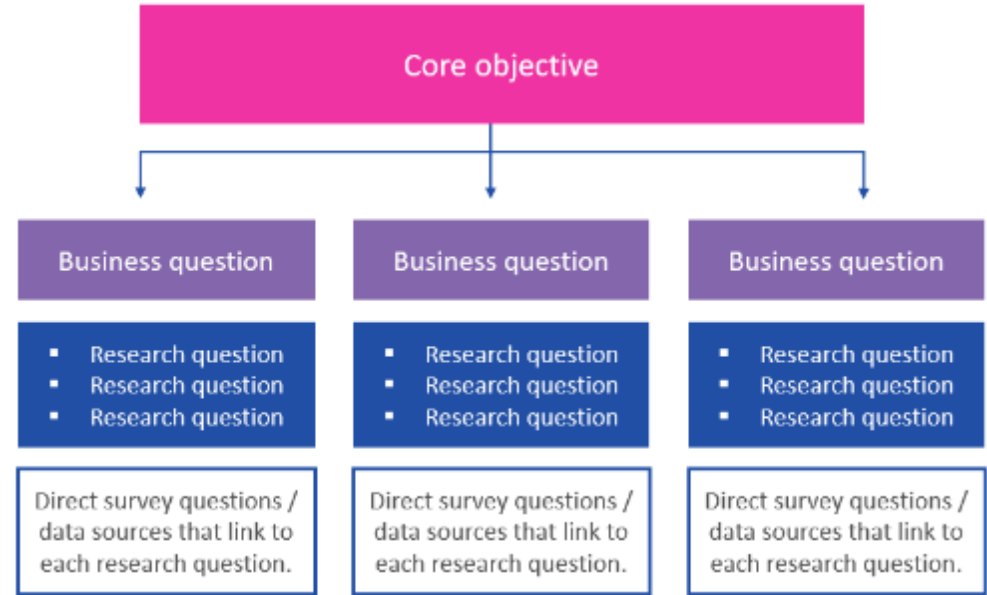 Core objective
Business question
Business question
Business question
▪ Research question
▪ Research question
▪ Research question
▪ Research question
▪ Research question
▪ Research question
▪ Research question
▪ Research question
▪ Research question
Direct survey questions /
data sources that link to
each research question.
Direct survey questions /
data sources that link to
each research question.
Direct survey questions /
data sources that link to
each research question.